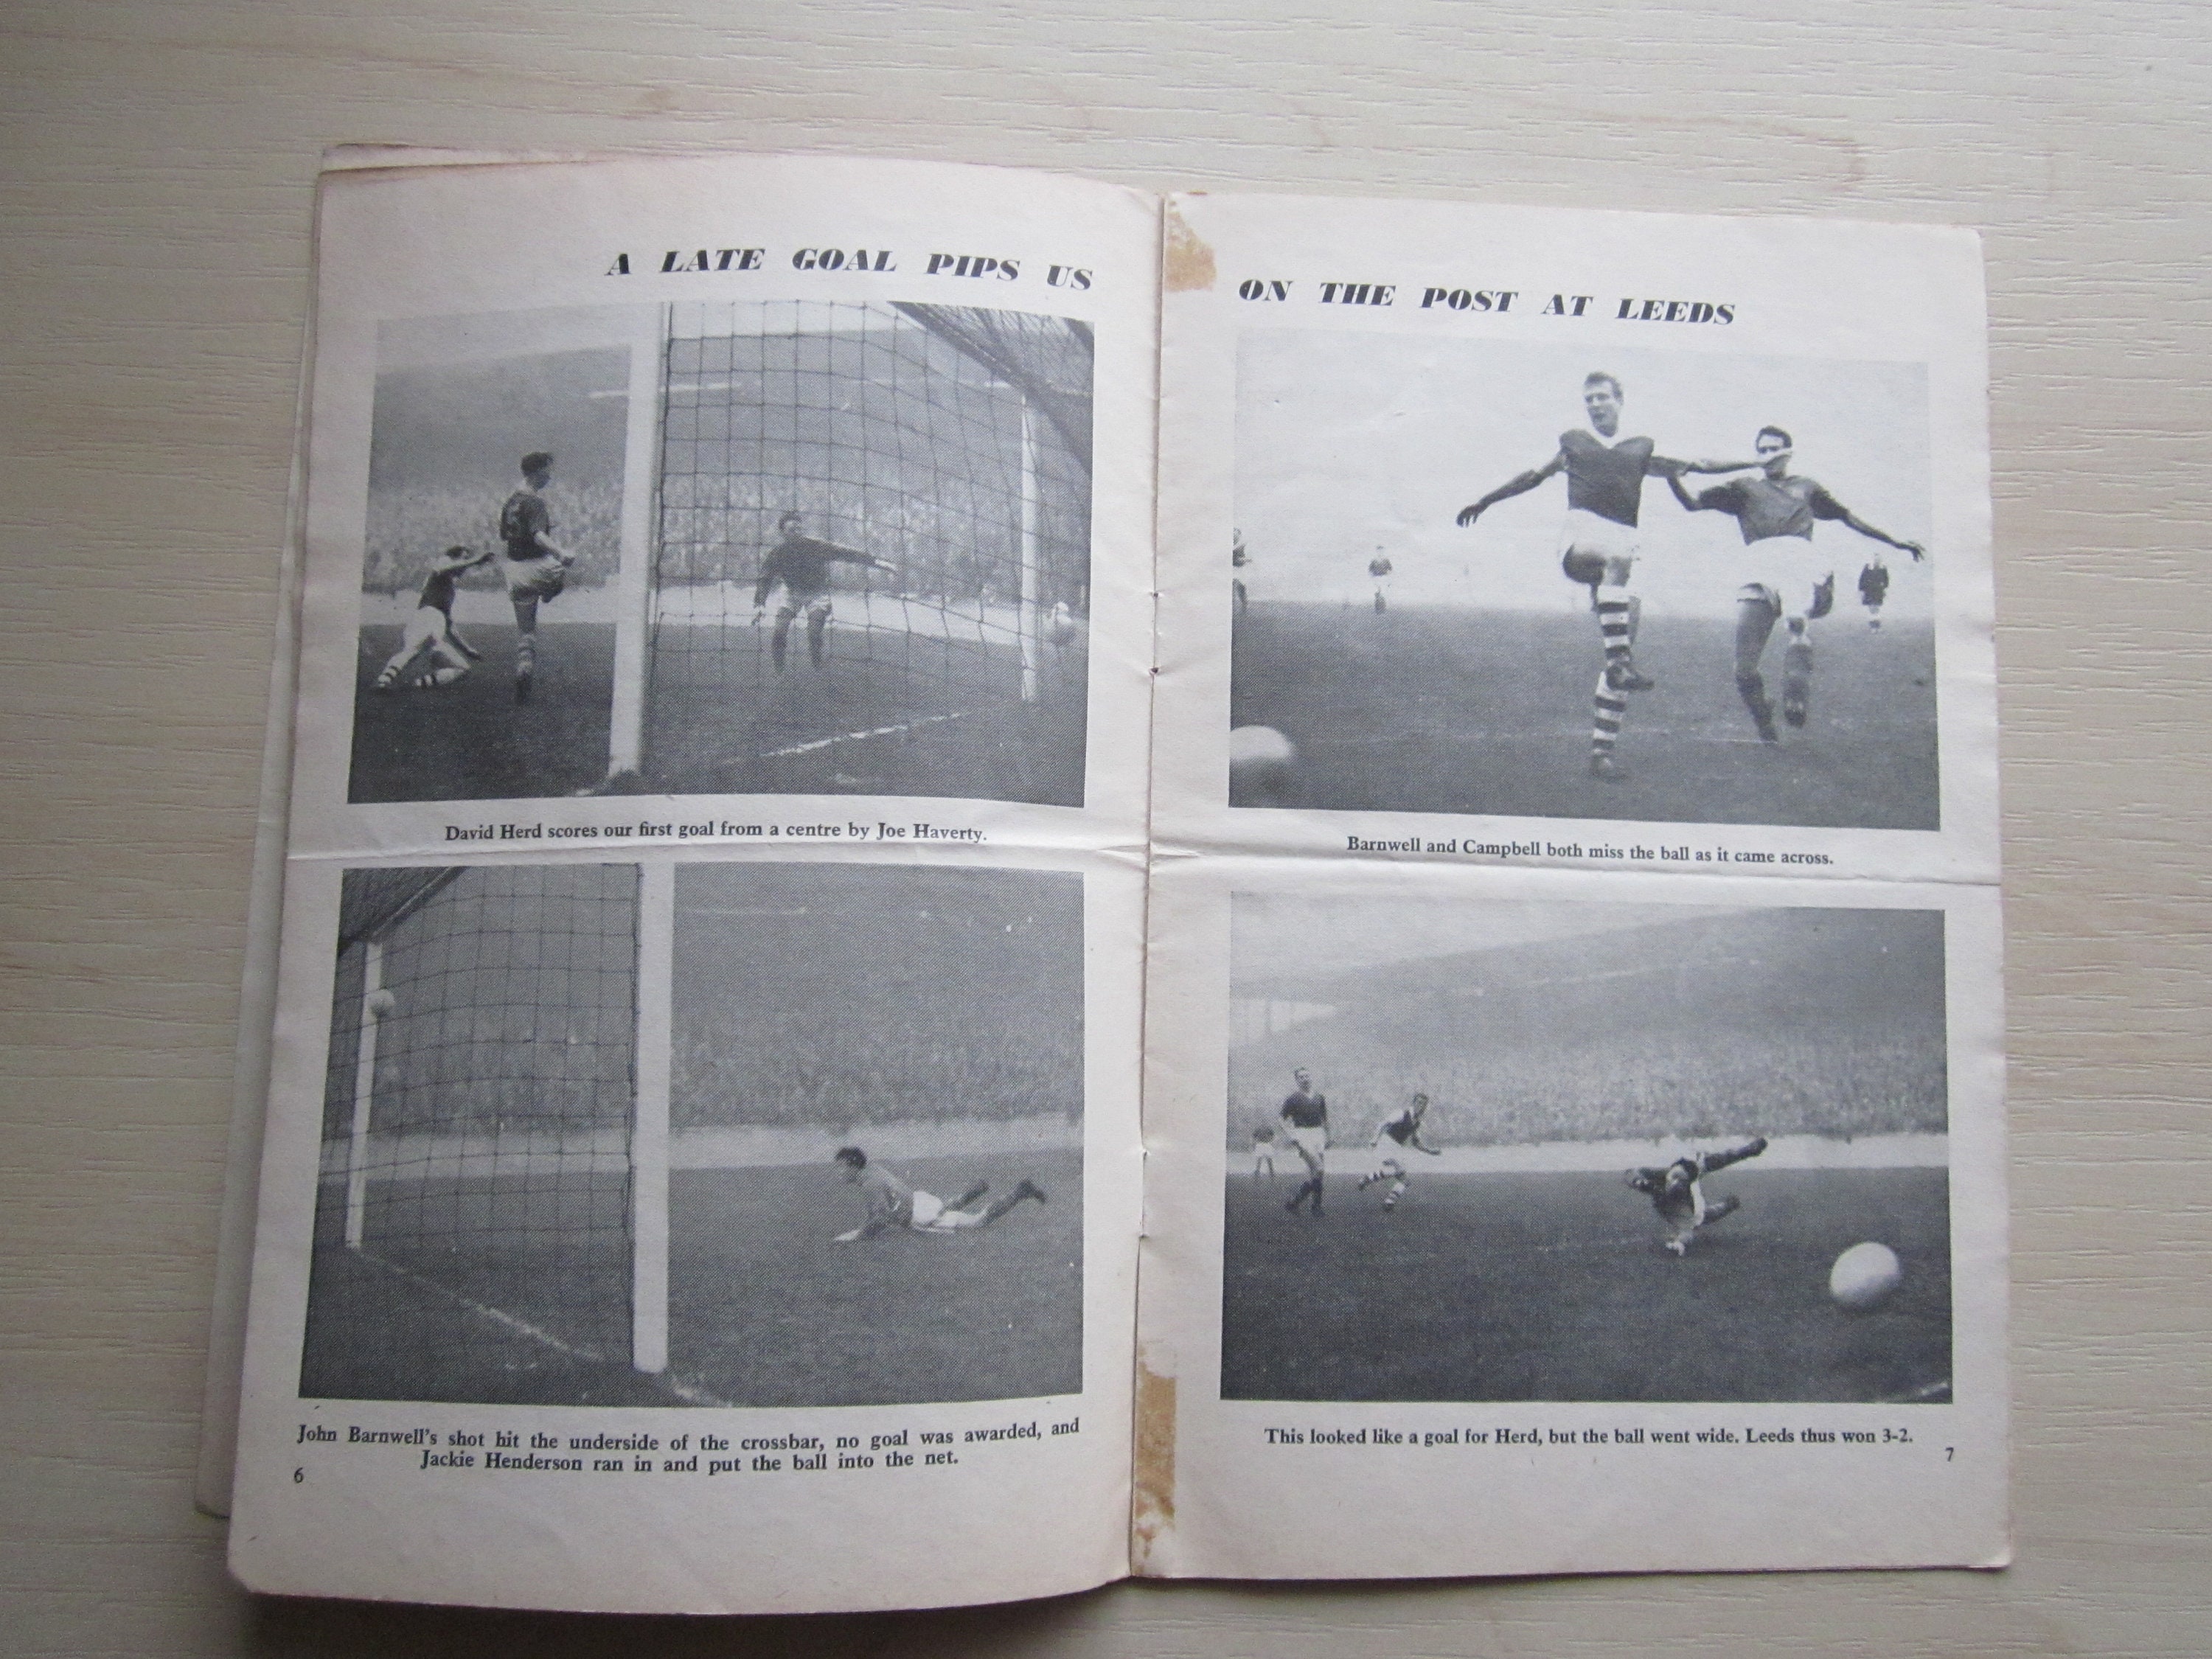 A LATE GOAL PIPS US
David Herd scores our first goal from a centre by Joe Haverty.
John Barnwell's shot hit the underside of the crossbar, no goal was awarded, and
Jackie Henderson ran in and put the ball into the net.
6
ON THE POST AT LEEDS
Barnwell and Campbell both miss the ball as it came across.
This looked like a goal for Herd, but the ball went wide. Leeds thus won 3-2.
7